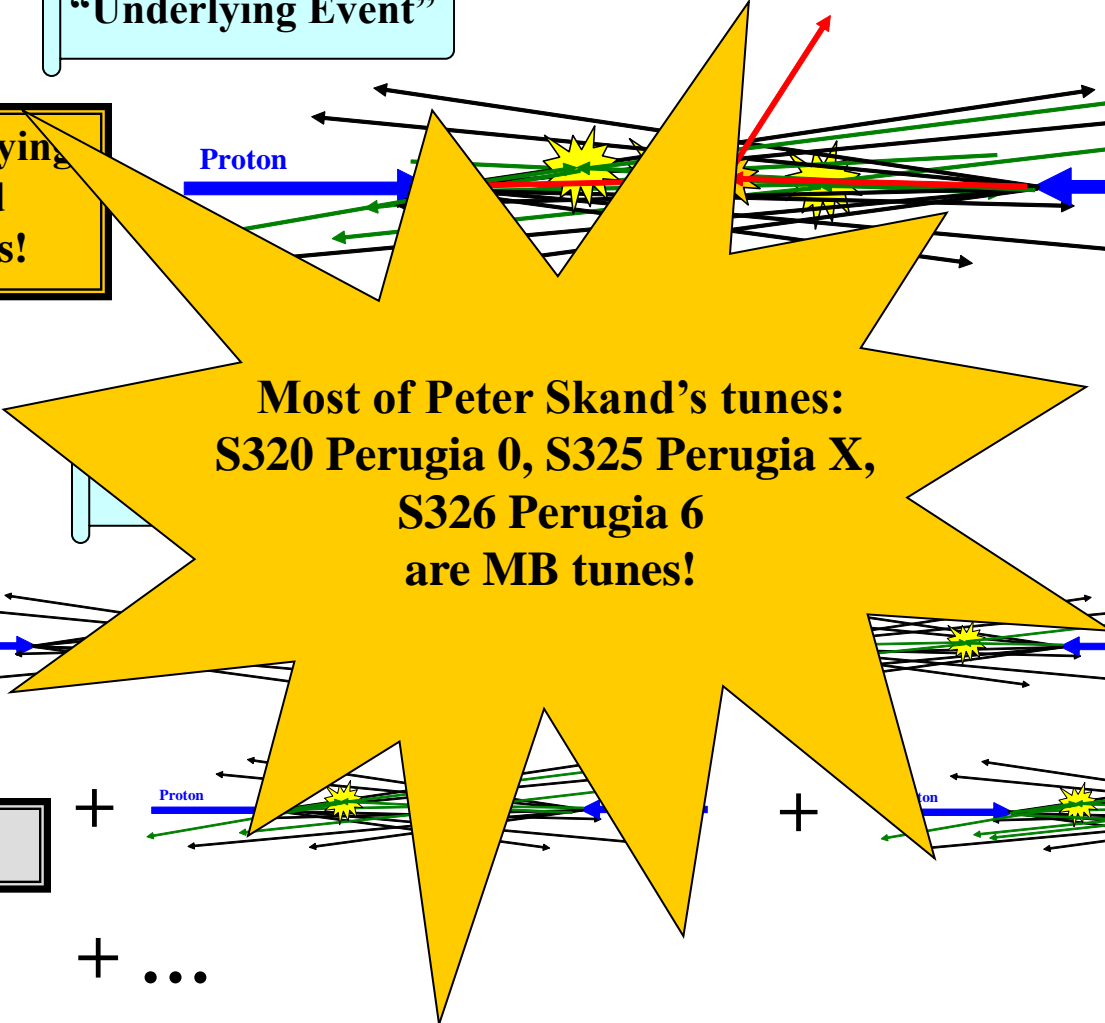 “Underlying Event”
Proton
Most of Peter Skand’s tunes:
S320 Perugia 0, S325 Perugia X,
S326 Perugia 6
are MB tunes!
+ Proton +
+ …